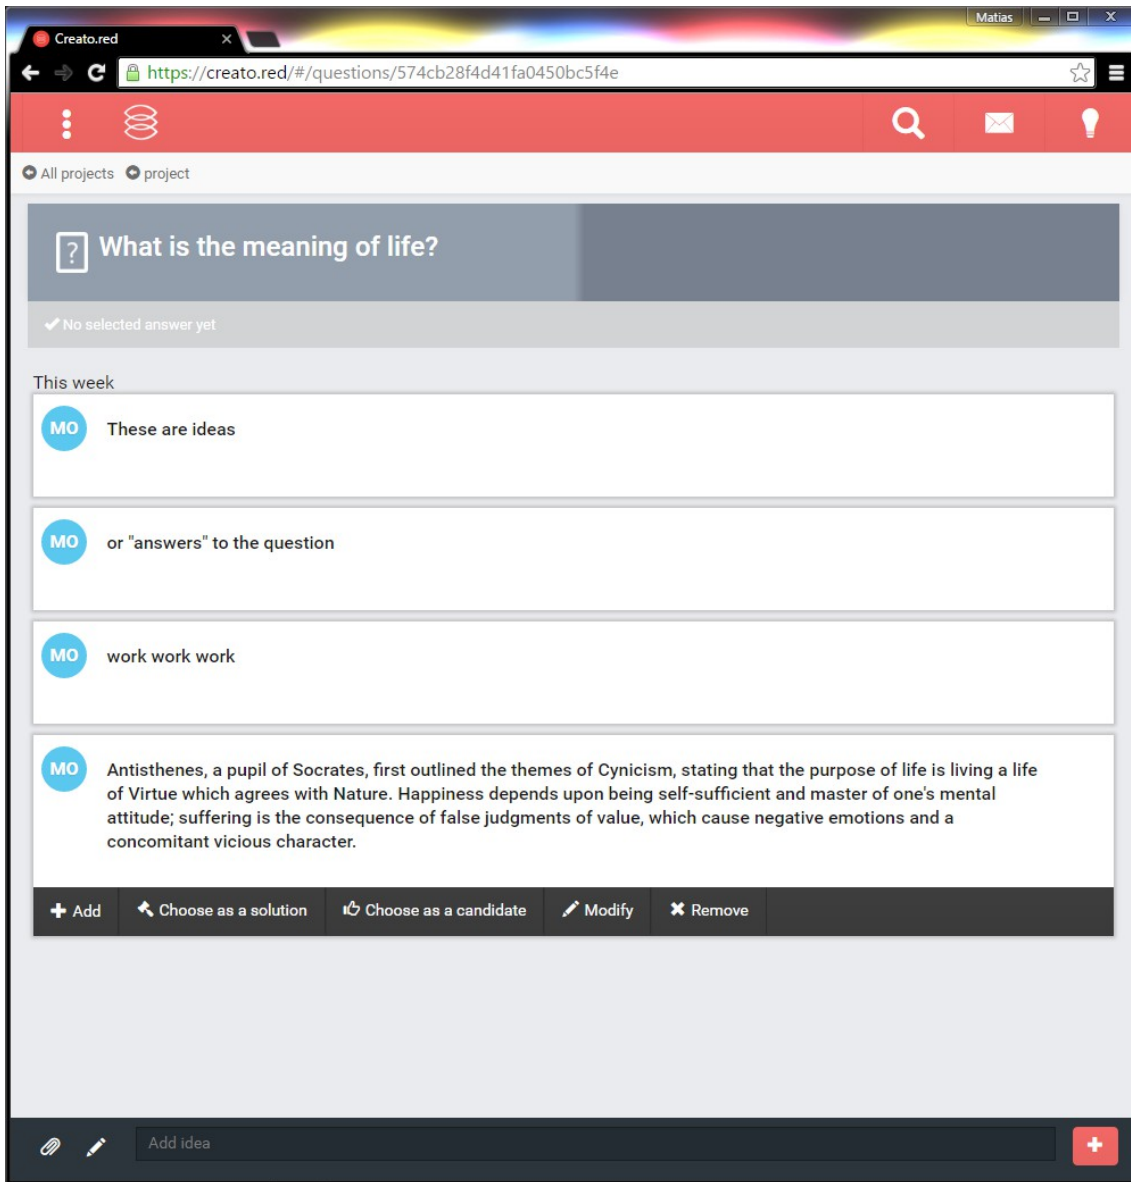 Matias
Creato.red
https://creato.red/#/questions/574cb28f4d41fa0450bc5f4e
All projects project
What is the meaning of life?
No selected answer yet
This week
MO These are ideas
MO or "answers" to the question
MO work work work
MO Antisthenes, a pupil of Socrates, first outlined the themes of Cynicism, stating that the purpose of life is living a life
of Virtue which agrees with Nature. Happiness depends upon being self-sufficient and master of one's mental
attitude; suffering is the consequence of false judgments of value, which cause negative emotions and a
concomitant vicious character.
Add Choose as a solution Choose as a candidate Modify Remove
Add idea